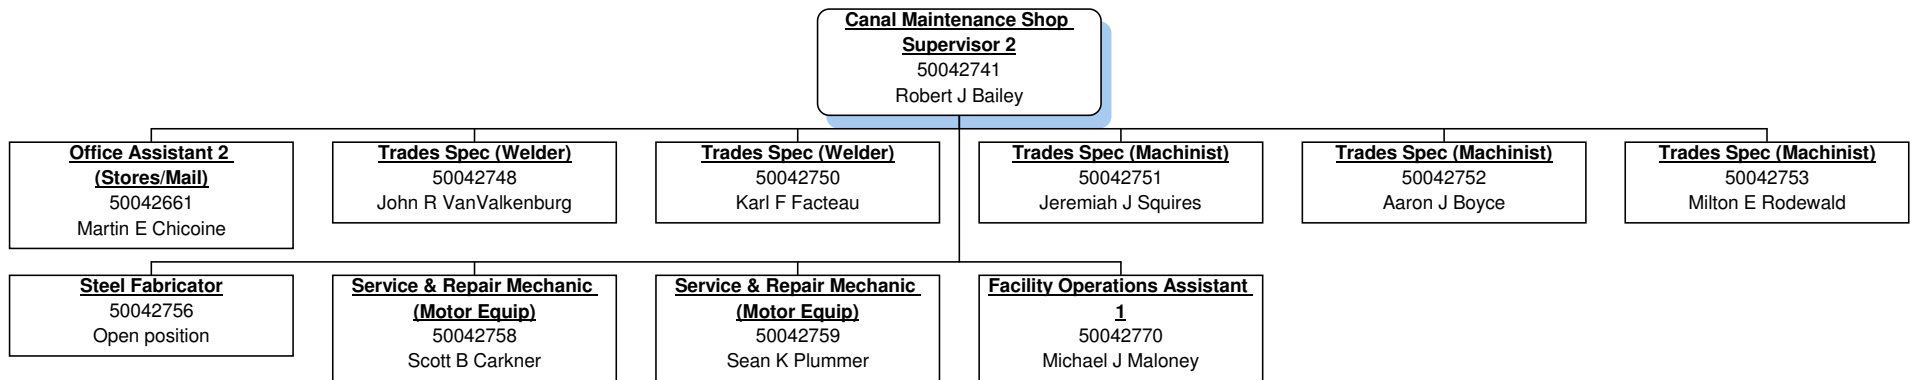 Canal Maintenance Shop
Supervisor 2
50042741
Robert J Bailey
Office Assistant 2
(Stores/Mail)
50042661
Martin E Chicoine
Trades Spec (Welder)
50042748
John R VanValkenburg
Trades Spec (Welder)
50042750
Karl F Facteau
Trades Spec (Machinist)
50042751
Jeremiah J Squires
Trades Spec (Machinist)
50042752
Aaron J Boyce
Trades Spec (Machinist)
50042753
Milton E Rodewald
Steel Fabricator
50042756
Open position
Service & Repair Mechanic
(Motor Equip)
50042758
Scott B Carkner
Service & Repair Mechanic
(Motor Equip)
50042759
Sean K Plummer
Facility Operations Assistant
1
50042770
Michael J Maloney